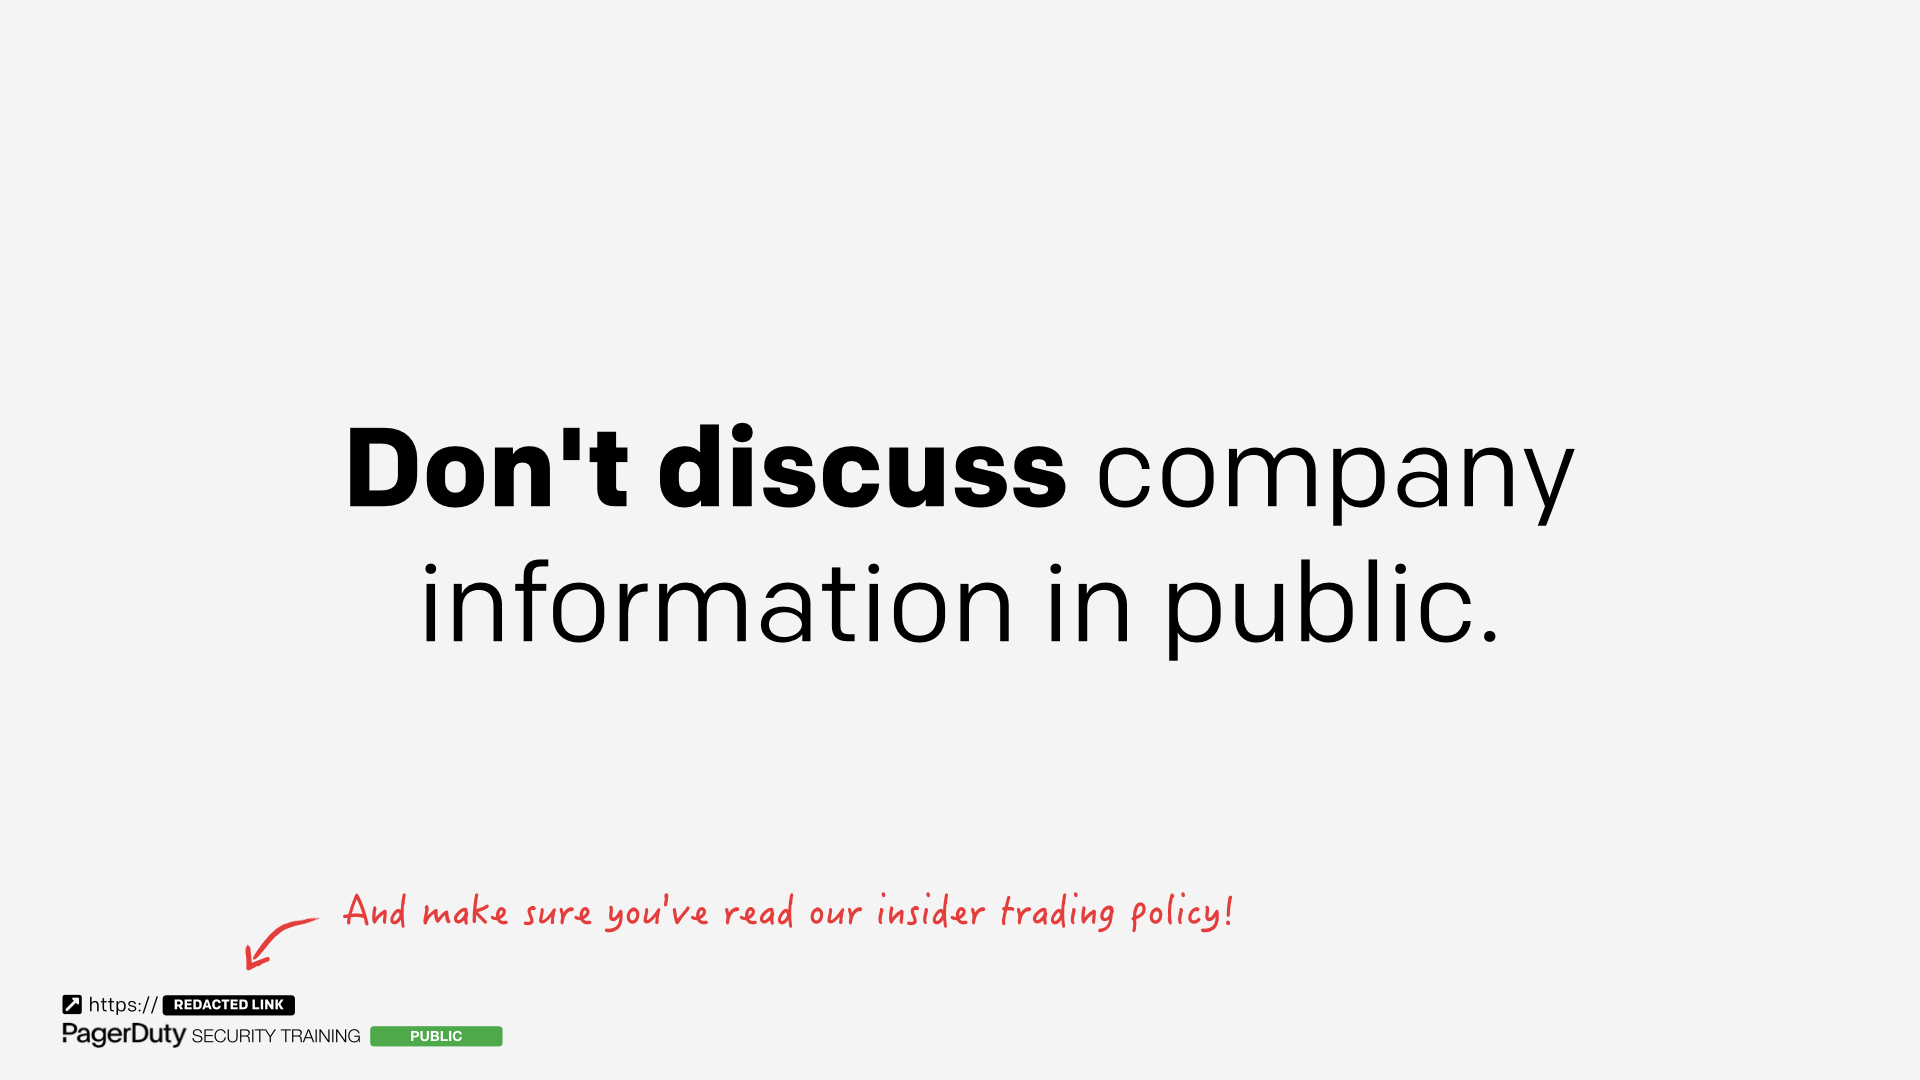 Don't discuss company
information in public.
And make sure you've read our insider trading policy!
https:// REDACTED LINK
PagerDuty SECURITY TRAINING PUBLIC